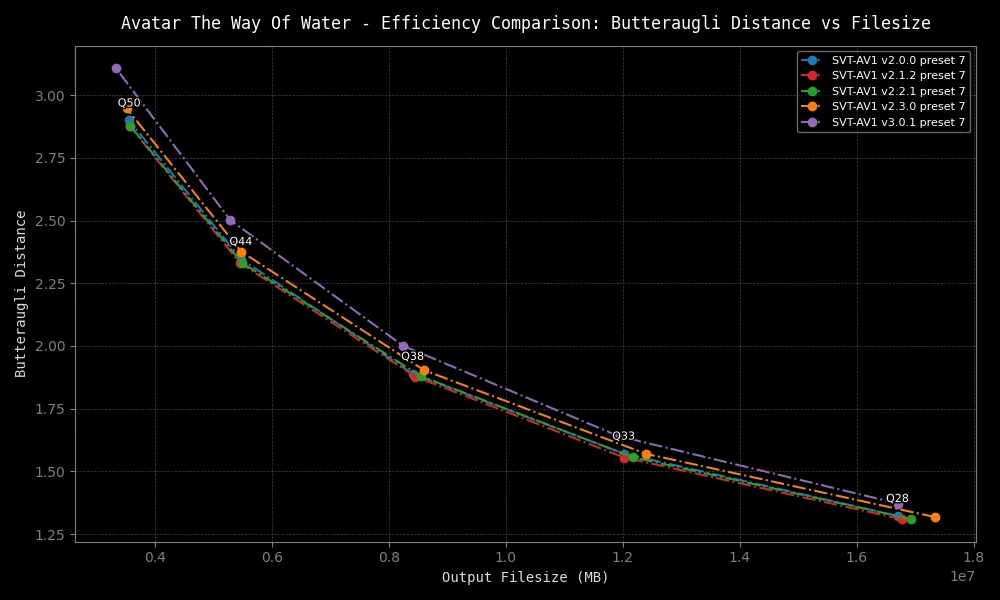 Avatar The Way Of Water - Efficiency Comparison: Butteraugli Distance vs Filesize
SVT-AV1 v2.0.0 preset 7
SVT-AV1 v2.1.2 preset 7
SVT-AV1 v2.2.1 preset 7
SVT-AV1 v2.3.0 preset 7
SVT-AV1 v3.0.1 preset 7
Butteraugli Distance
3.00
2.75
2.50
2.25
2.00
1.75
1.50
1.25
Q50
Q44
Q38
Q33
Q28
0.4
0.6
0.8
1.0
1.2
1.4
1.6
1.8
1e7
Output Filesize (MB)